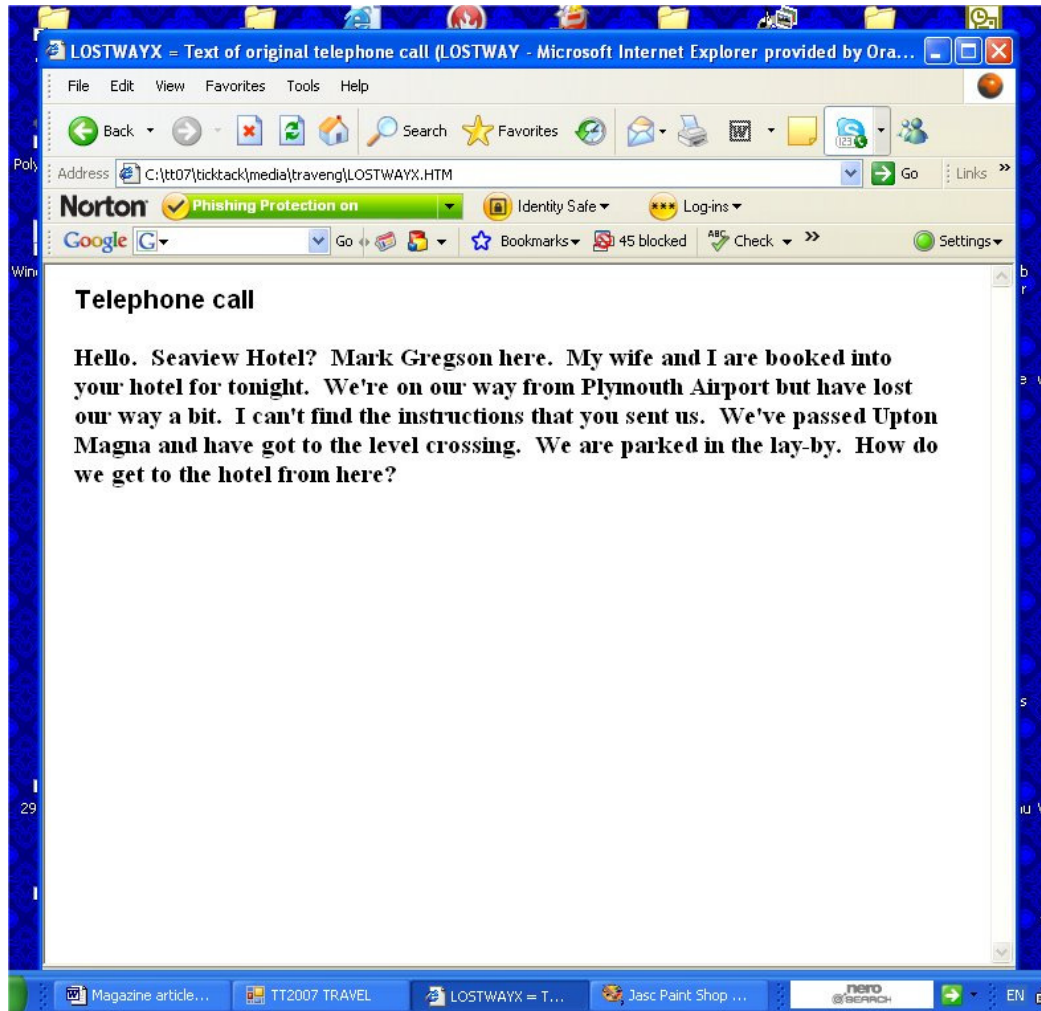 LOSTWAYX = Text of original telephone call (LOSTWAY - Microsoft Internet Explorer provided by Ora...
File Edit View Favorites Tools Help
Back Search Favorites
Poly
Address C:\tt07\ticktack\media\traveng\LOSTWAYX.HTM Go Links »
Norton Phishing Protection on Identity Safe Log-ins
Google G Go Bookmarks 45 blocked ABC Check » Settings
Telephone call
Hello. Seaview Hotel? Mark Gregson here. My wife and I are booked into
your hotel for tonight. We're on our way from Plymouth Airport but have lost
our way a bit. I can't find the instructions that you sent us. We've passed Upton
Magna and have got to the level crossing. We are parked in the lay-by. How do
we get to the hotel from here?
29
Magazine article... TT2007 TRAVEL LOSTWAYX = T... Jasc Paint Shop ... nero SEARCH EN